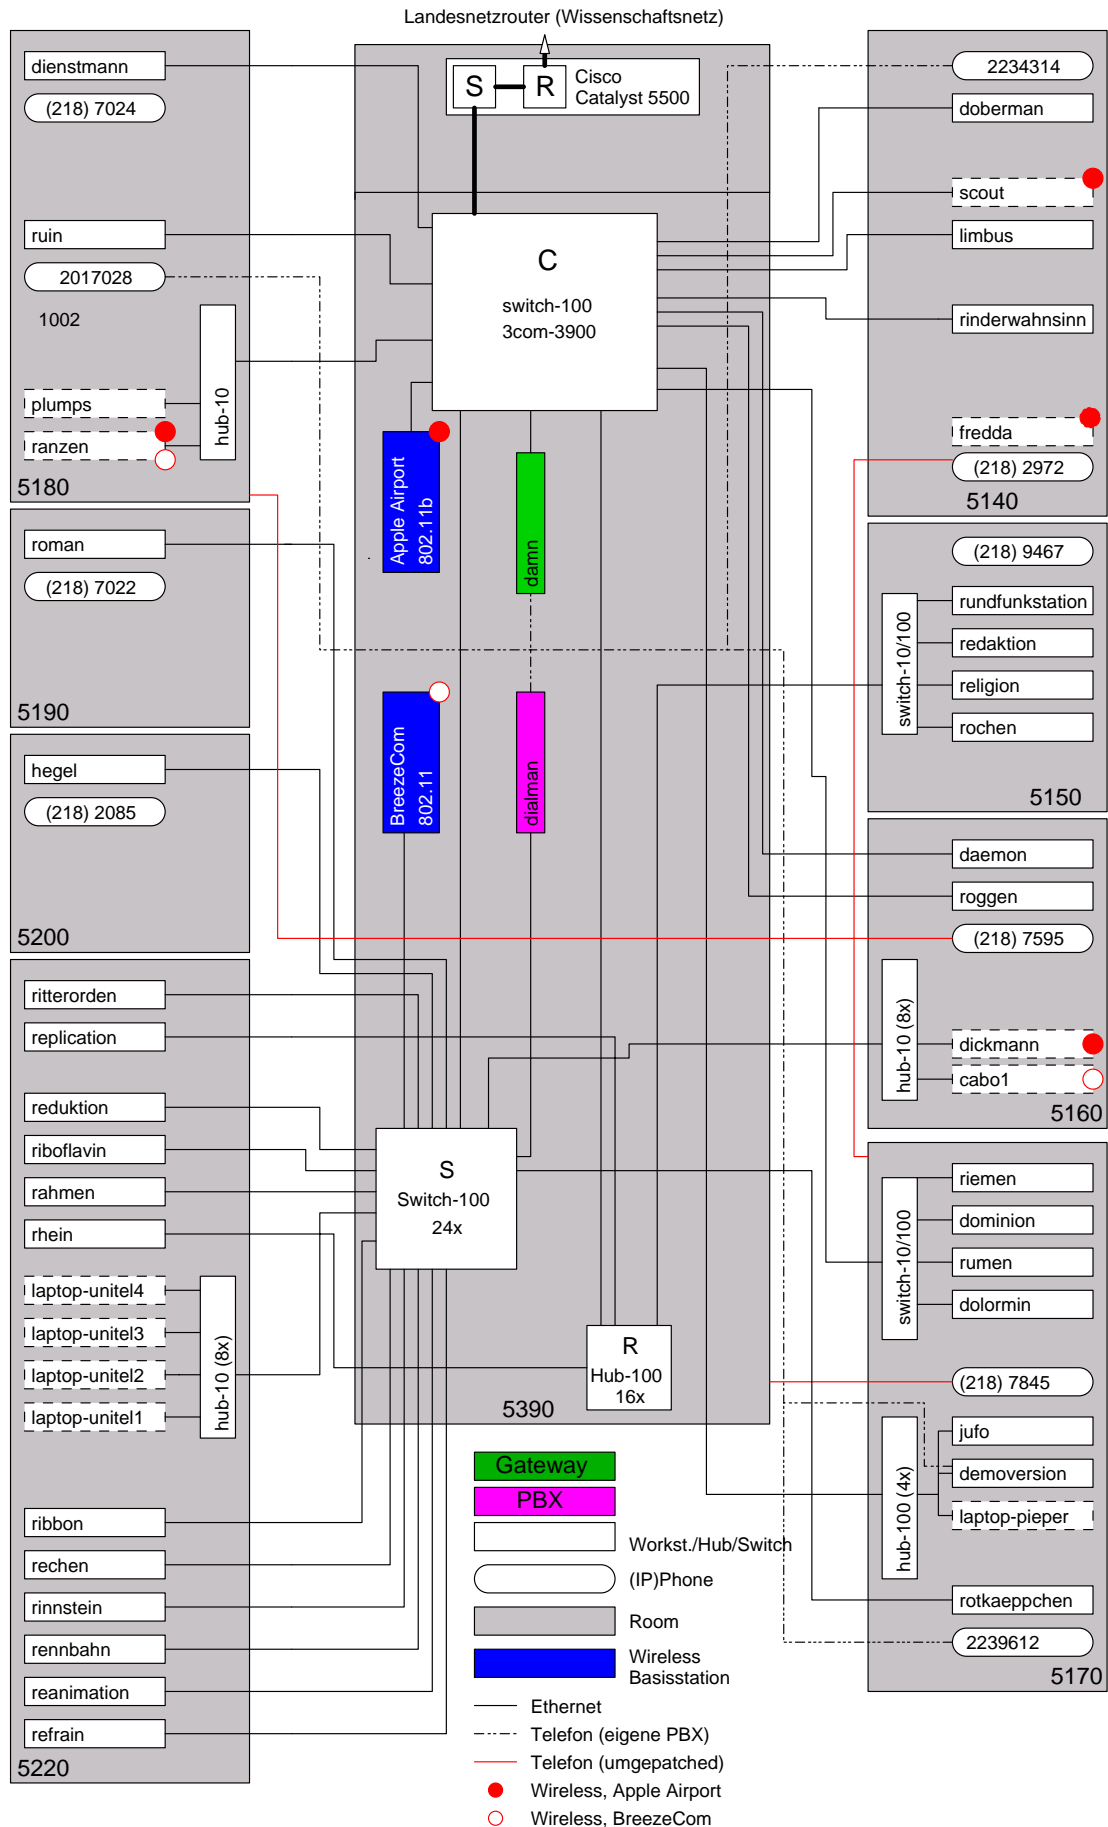 Landesnetzrouter (Wissenschaftsnetz)
dienstmann
(218) 7024
ruin
2017028
1002
plumps
ranzen
hub-10
5180
roman
(218) 7022
5190
hegel
(218) 2085
5200
ritterorden
replication
reduktion
riboflavin
rahmen
rhein
laptop-unitel4
laptop-unitel3
laptop-unitel2
laptop-unitel1
hub-10 (8x)
ribbon
rechen
rinnstein
rennbahn
reanimation
refrain
5220
S
R
Cisco
Catalyst 5500
C
switch-100
3com-3900
Apple Airport
802.11b
damn
BreezeCom
802.11
dialman
S
Switch-100
24x
R
Hub-100
16x
5390
2234314
doberman
scout
limbus
rinderwahnsinn
fredda
(218) 2972
5140
(218) 9467
switch-10/100
rundfunkstation
redaktion
religion
rochen
5150
daemon
roggen
(218) 7595
hub-10 (8x)
dickmann
cabo1
5160
switch-10/100
riemen
dominion
rumen
dolormin
(218) 7845
hub-100 (4x)
jufo
demoversion
laptop-pieper
rotkaeppchen
2239612
5170
Gateway
PBX
Workst./Hub/Switch
(IP)Phone
Room
Wireless
Basisstation
Ethernet
Telefon (eigene PBX)
Telefon (umgepatched)
Wireless, Apple Airport
Wireless, BreezeCom